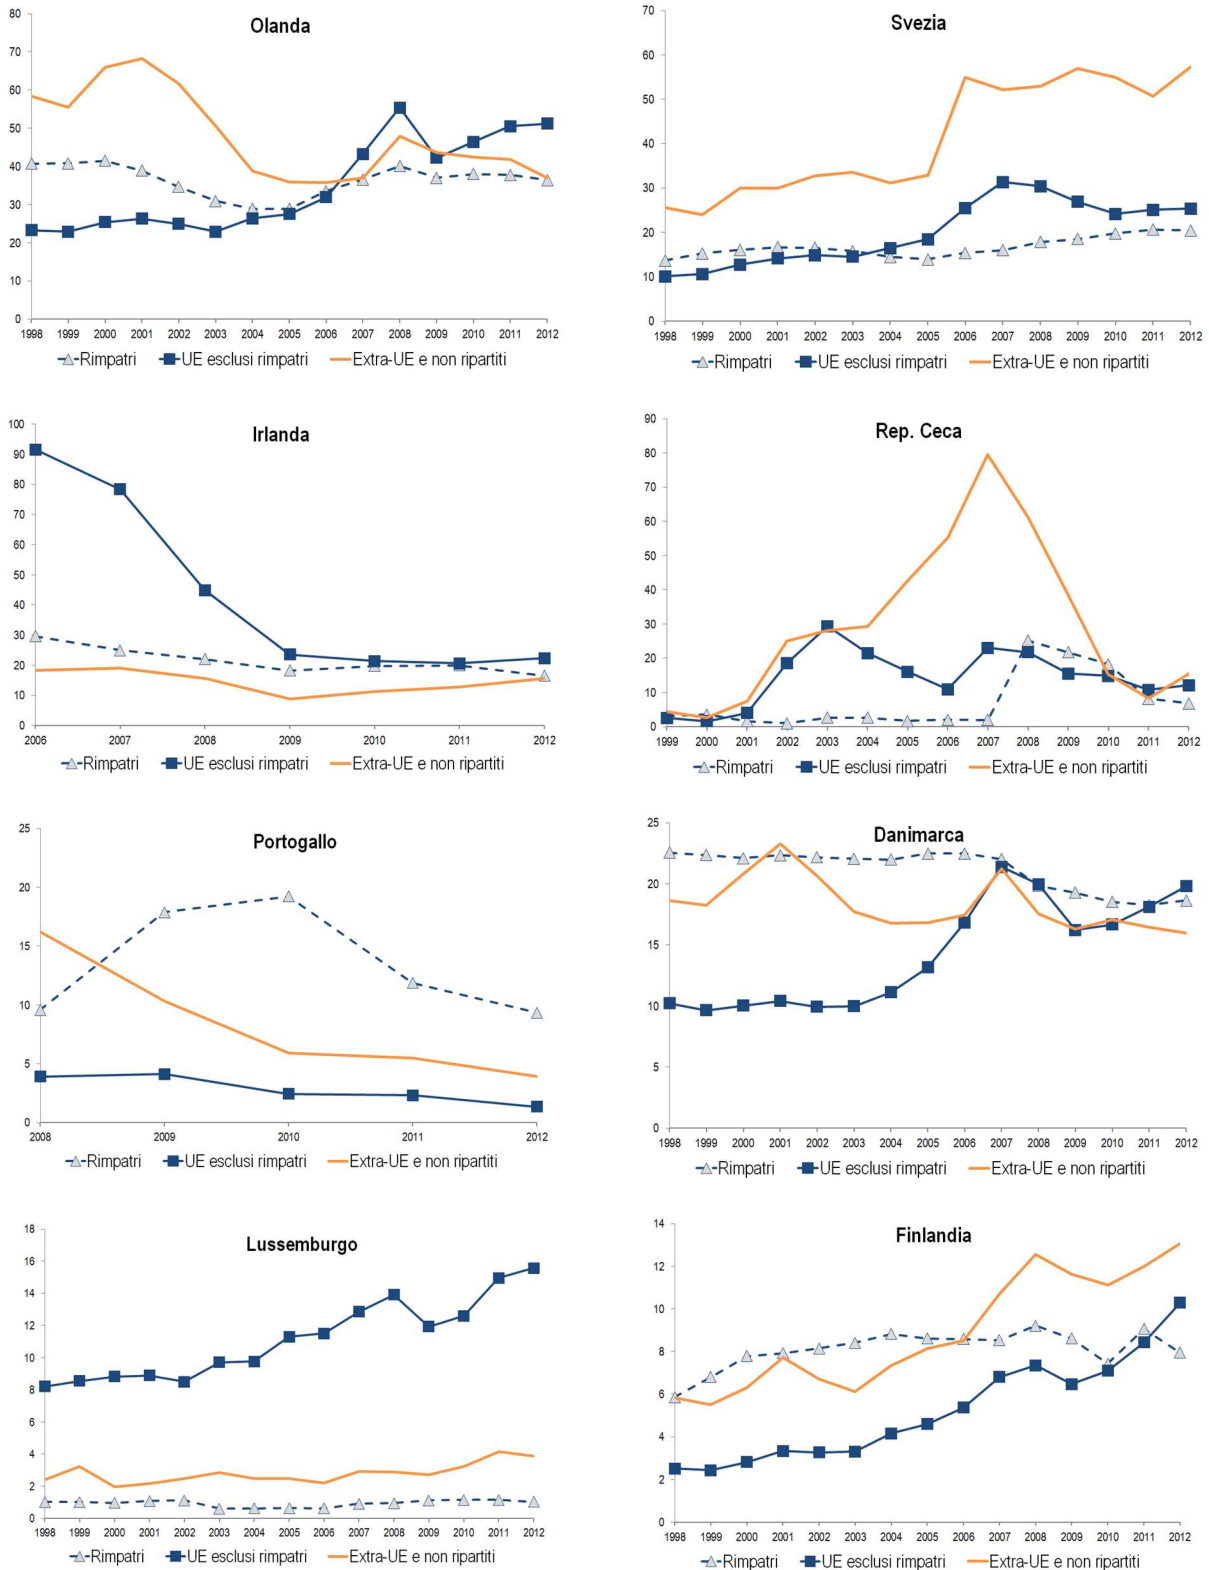 Olanda
80
70
60
50
40
30
20
10
0
1998 1999 2000 2001 2002 2003 2004 2005 2006 2007 2008 2009 2010 2011 2012
Rimpatri UE esclusi rimpatri Extra-UE e non ripartiti
Svezia
70
60
50
40
30
20
10
0
1998 1999 2000 2001 2002 2003 2004 2005 2006 2007 2008 2009 2010 2011 2012
Rimpatri UE esclusi rimpatri Extra-UE e non ripartiti
Irlanda
100
90
80
70
60
50
40
30
20
10
0
2006 2007 2008 2009 2010 2011 2012
Rimpatri UE esclusi rimpatri Extra-UE e non ripartiti
Rep. Ceca
90
80
70
60
50
40
30
20
10
0
1999 2000 2001 2002 2003 2004 2005 2006 2007 2008 2009 2010 2011 2012
Rimpatri UE esclusi rimpatri Extra-UE e non ripartiti
Portogallo
25
20
15
10
5
0
2008 2009 2010 2011 2012
Rimpatri UE esclusi rimpatri Extra-UE e non ripartiti
Danimarca
25
20
15
10
5
0
1998 1999 2000 2001 2002 2003 2004 2005 2006 2007 2008 2009 2010 2011 2012
Rimpatri UE esclusi rimpatri Extra-UE e non ripartiti
Lussemburgo
18
16
14
12
10
8
6
4
2
0
1998 1999 2000 2001 2002 2003 2004 2005 2006 2007 2008 2009 2010 2011 2012
Rimpatri UE esclusi rimpatri Extra-UE e non ripartiti
Finlandia
14
12
10
8
6
4
2
0
1998 1999 2000 2001 2002 2003 2004 2005 2006 2007 2008 2009 2010 2011 2012
Rimpatri UE esclusi rimpatri Extra-UE e non ripartiti